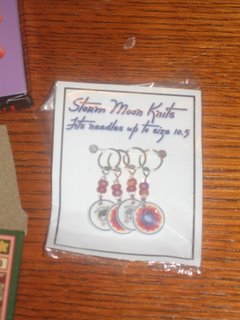 Storm Moon Knits
Fits needles up to size 10.5